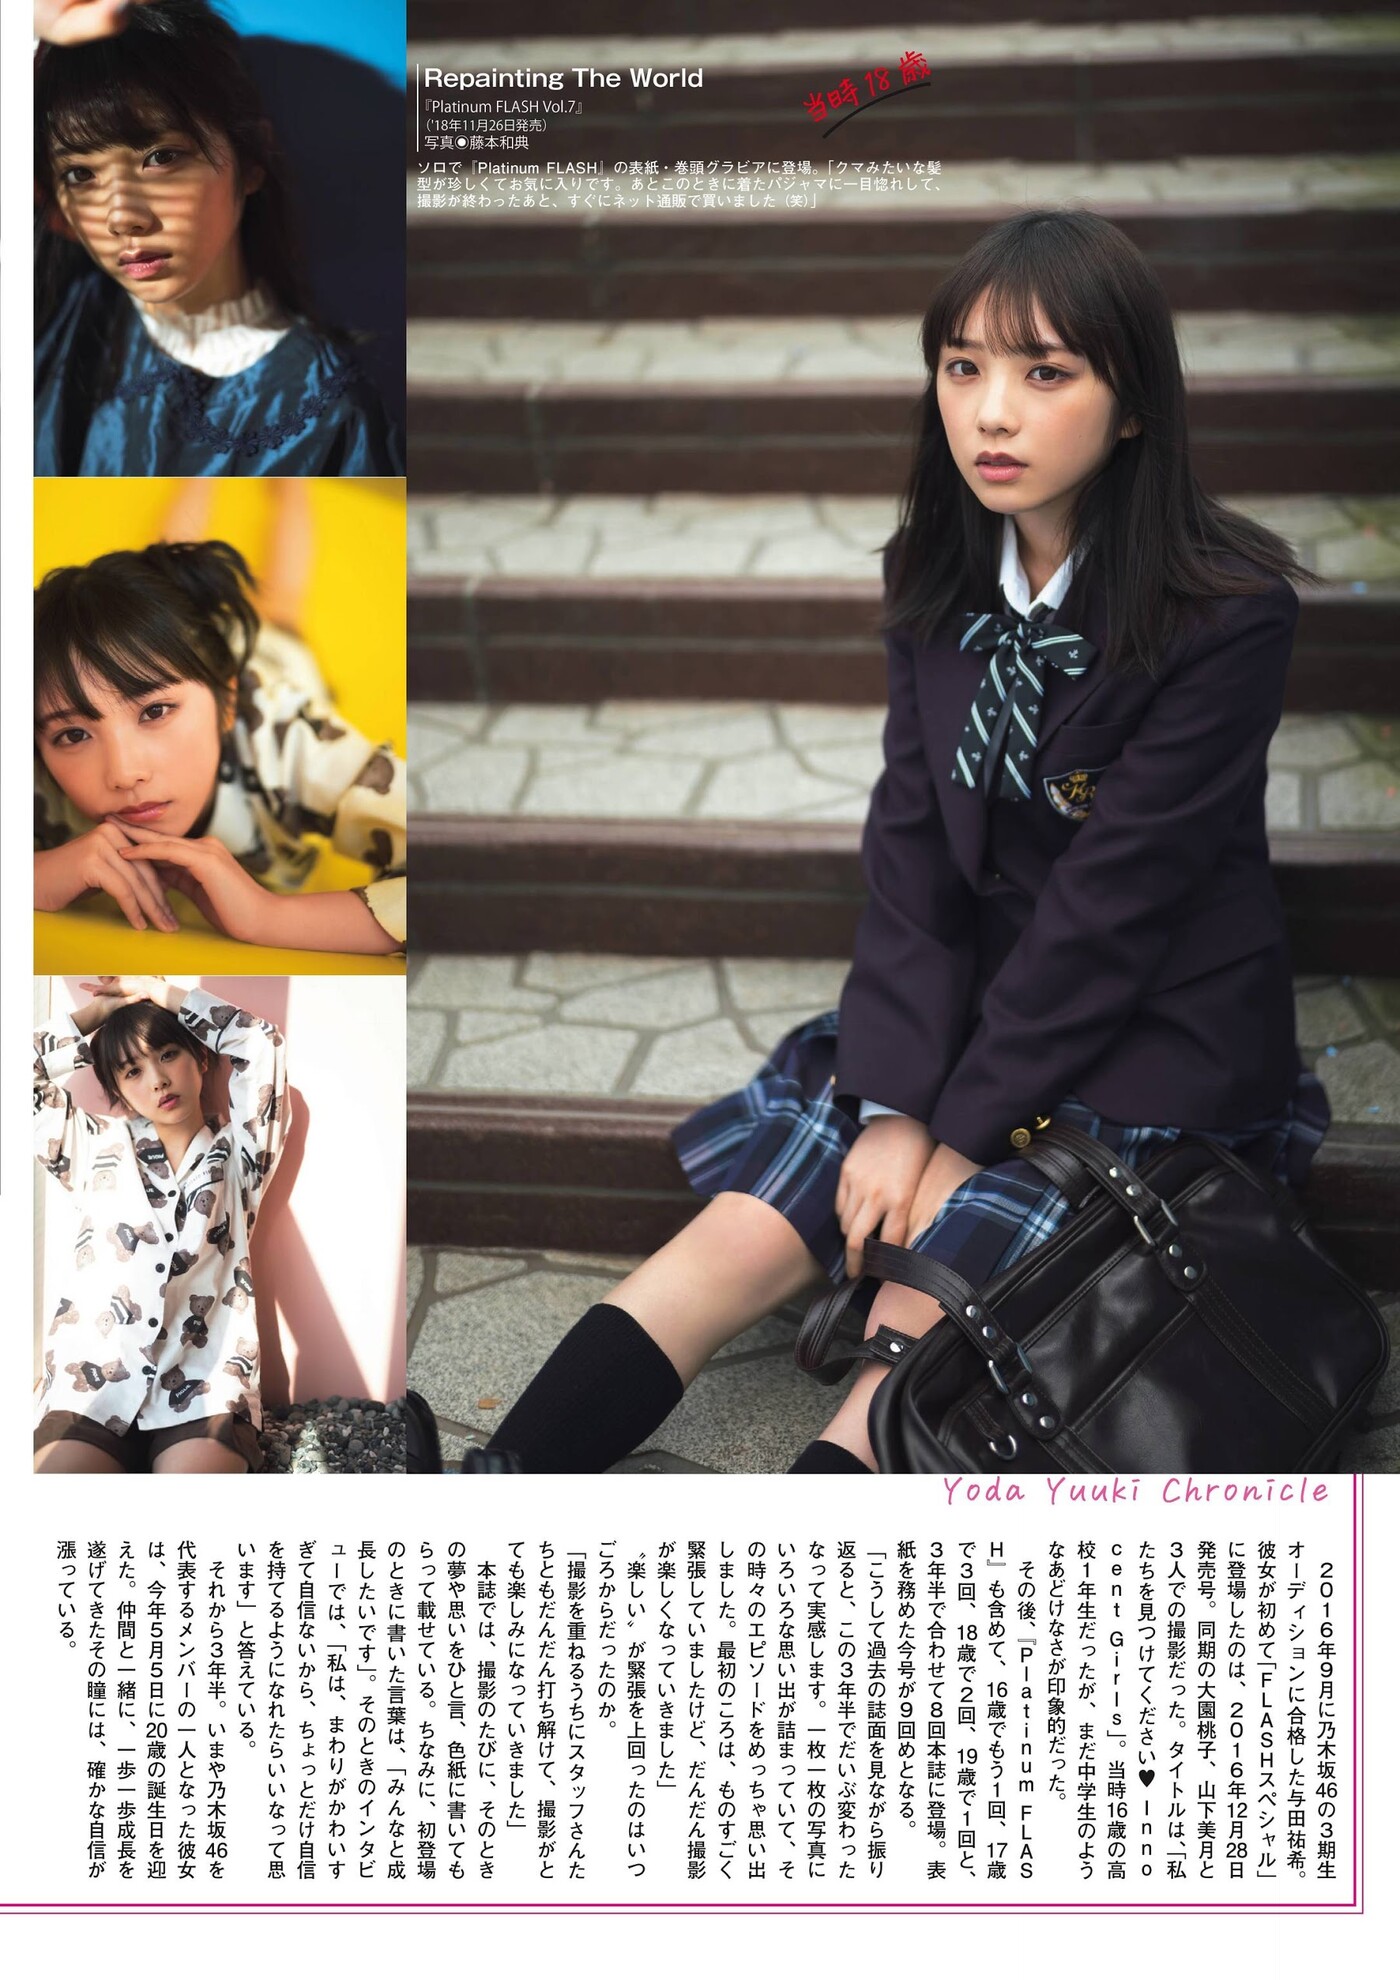 Repainting The World
『Platinum FLASH Vol.7』
('18年11月26日発売)
写真◉藤本和典
当時18歳
ソロで『Platinum FLASH』の表紙・巻頭グラビアに登場。「クマみたいな髪
型が珍しくてお気に入りです。あとこのときに着たパジャマに一目惚れして、
撮影が終わったあと、すぐにネット通販で買いました（笑）」
Yoda Yuuki Chronicle
2016年9月に乃木坂46の3期生
オーディションに合格した与田祐希。
彼女が初めて「FLASHスペシャル」
に登場したのは、2016年12月28日
発売号。同期の大園桃子、山下美月と
3人での撮影だった。タイトルは、「私
たちを見つけてください♥ Inno
cent Girls」。当時16歳の高
校1年生だったが、まだ中学生のよう
なあどけなさが印象的だった。
その後、『Platinum FLAS
H』も含めて、16歳でもう1回、17歳
で3回、18歳で2回、19歳で1回と、
3年半で合わせて8回本誌に登場。表
紙を務めた今号が9回めとなる。
「こうして過去の誌面を見ながら振り
返ると、この3年半でだいぶ変わった
なって実感します。一枚一枚の写真に
いろいろな思い出が詰まっていて、そ
の時々のエピソードをめっちゃ思い出
しました。最初のころは、ものすごく
緊張していましたけど、だんだん撮影
が楽しくなっていきました」
〝楽しい〟が緊張を上回ったのはいつ
ごろからだったのか。
「撮影を重ねるうちにスタッフさんた
ちともだんだん打ち解けて、撮影がと
ても楽しみになっていきました」
本誌では、撮影のたびに、そのとき
の夢や思いをひと言、色紙に書いても
らって載せている。ちなみに、初登場
のときに書いた言葉は、「みんなと成
長したいです」。そのときのインタビ
ューでは、「私は、まわりがかわいす
ぎて自信ないから、ちょっとだけ自信
を持てるようになれたらいいなって思
います」と答えている。
それから3年半。いまや乃木坂46を
代表するメンバーの一人となった彼女
は、今年5月5日に20歳の誕生日を迎
えた。仲間と一緒に、一歩一歩成長を
遂げてきたその瞳には、確かな自信が
漲っている。